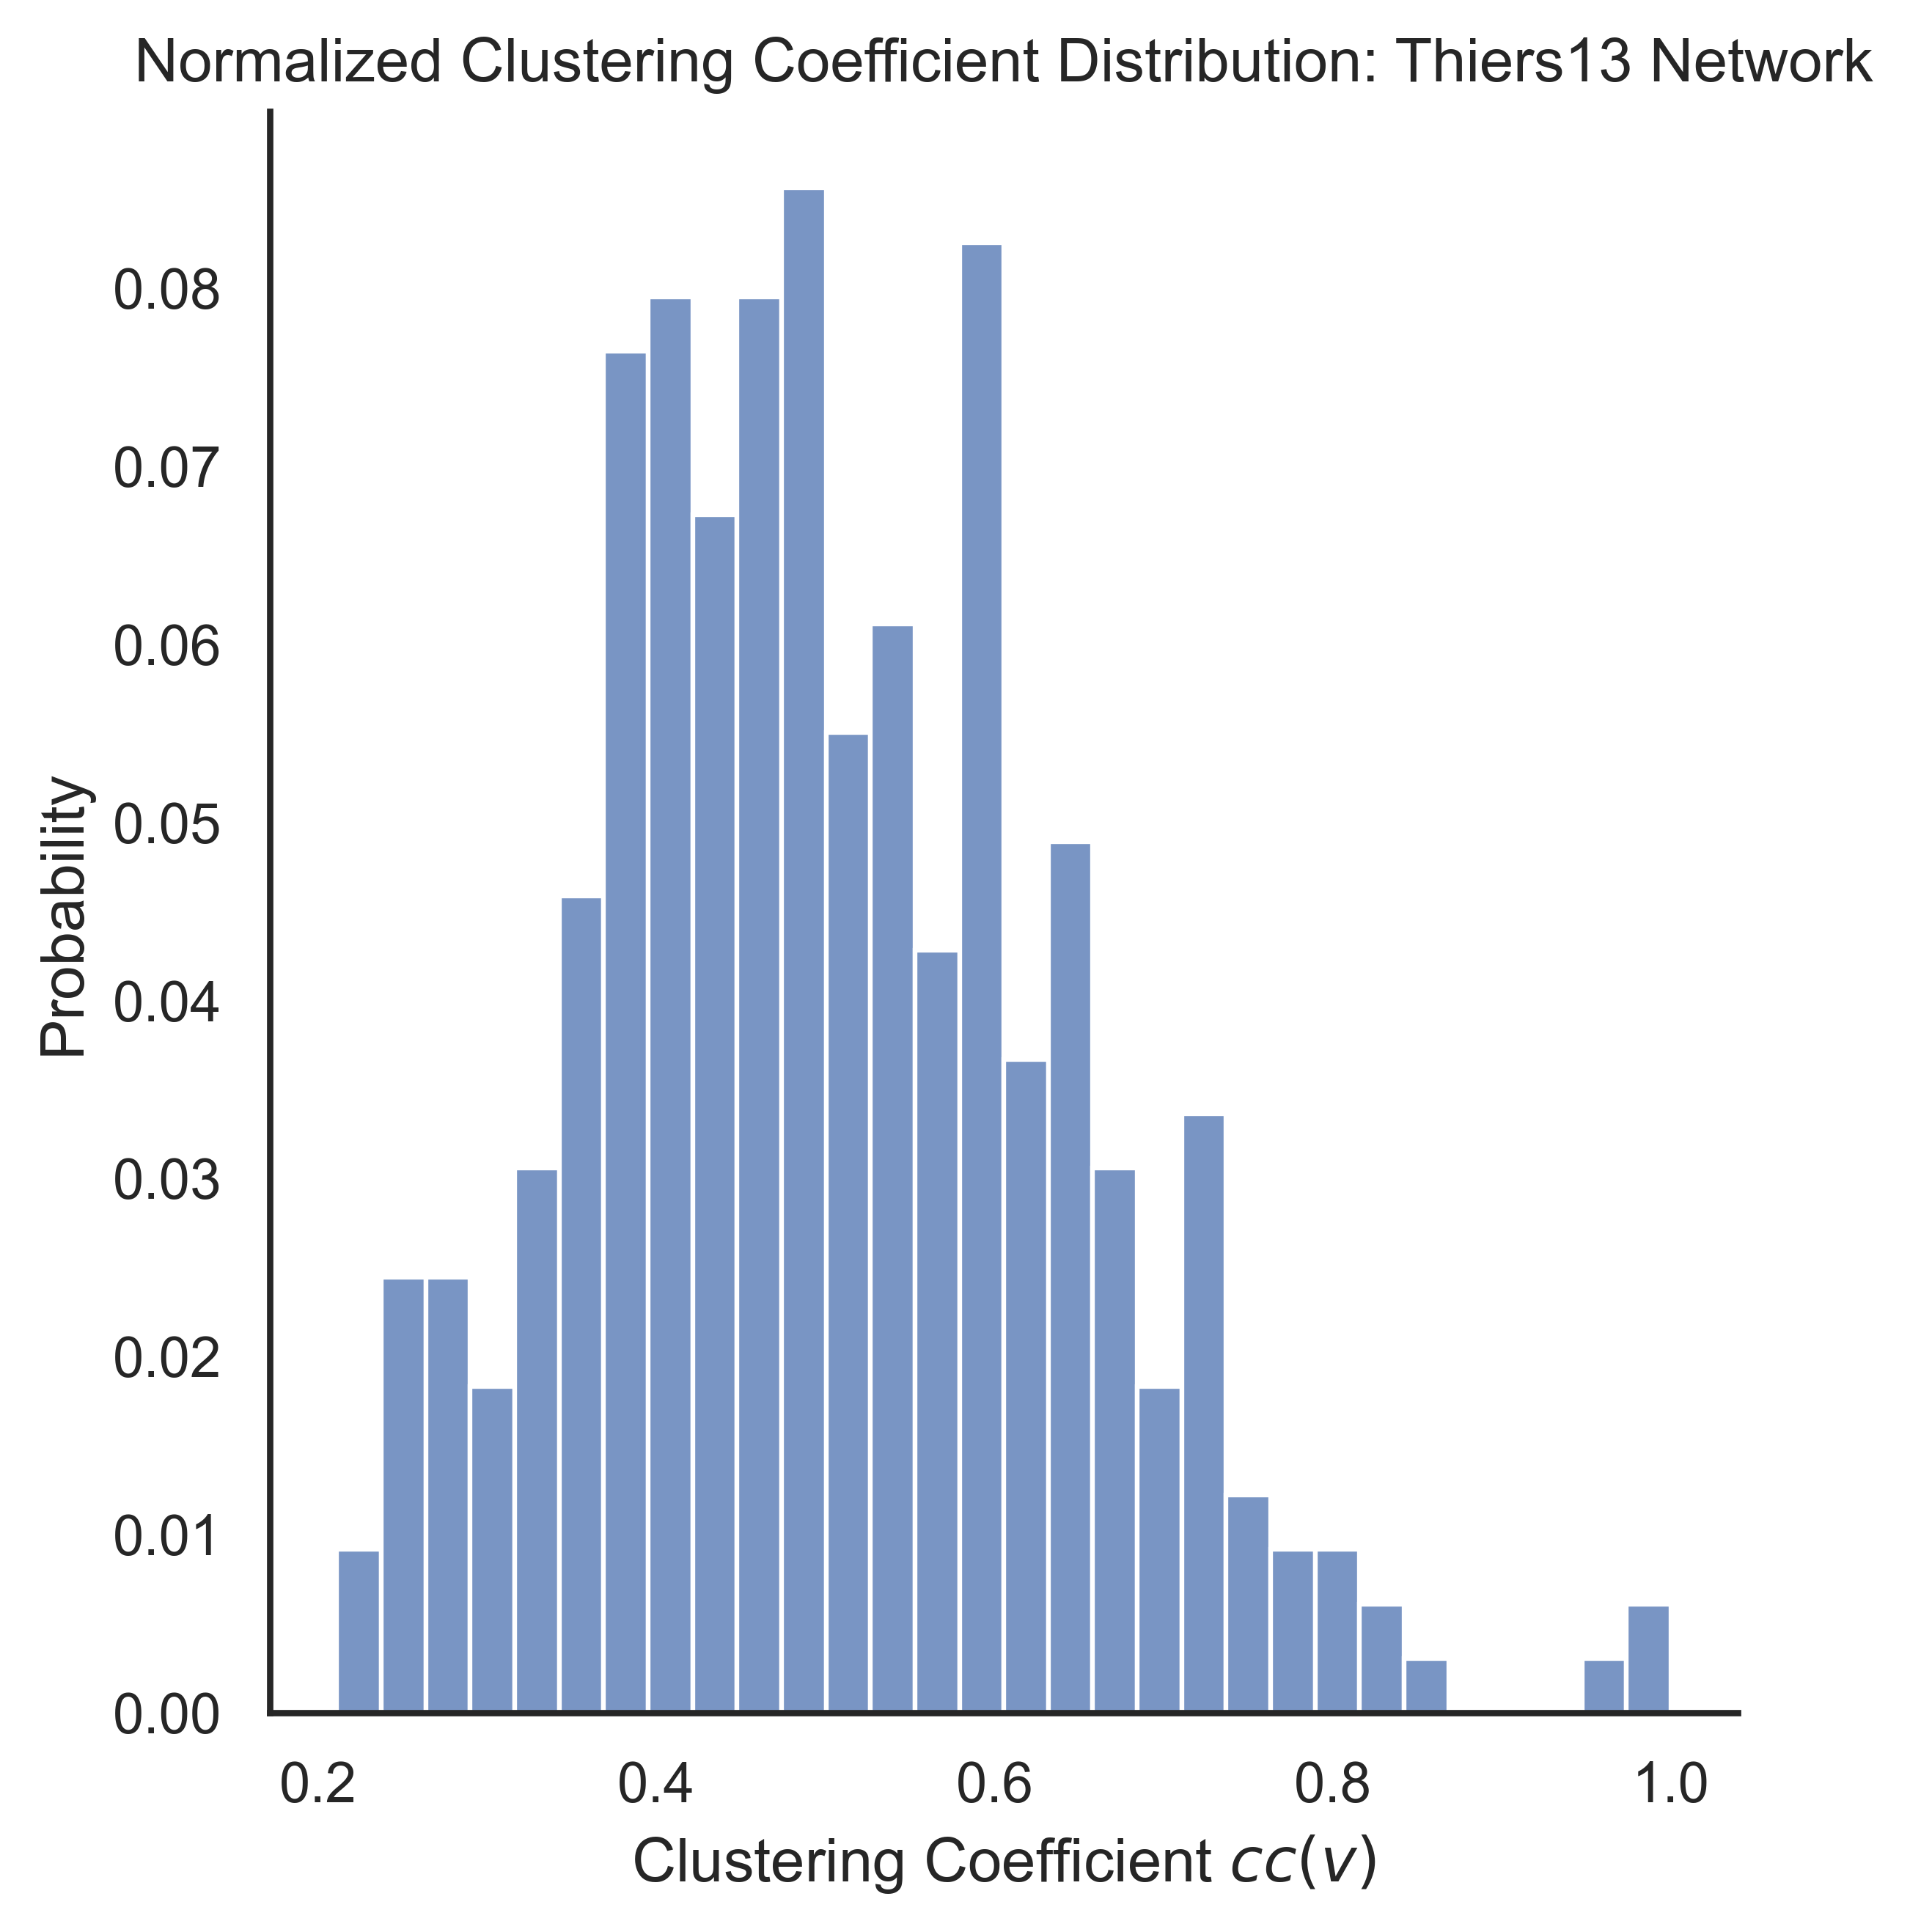 Normalized Clustering Coefficient Distribution: Thiers13 Network
0.08
0.07
0.06
0.05
0.04
0.03
0.02
0.01
0.00
Probability
0.2 0.4 0.6 0.8 1.0
Clustering Coefficient cc(v)